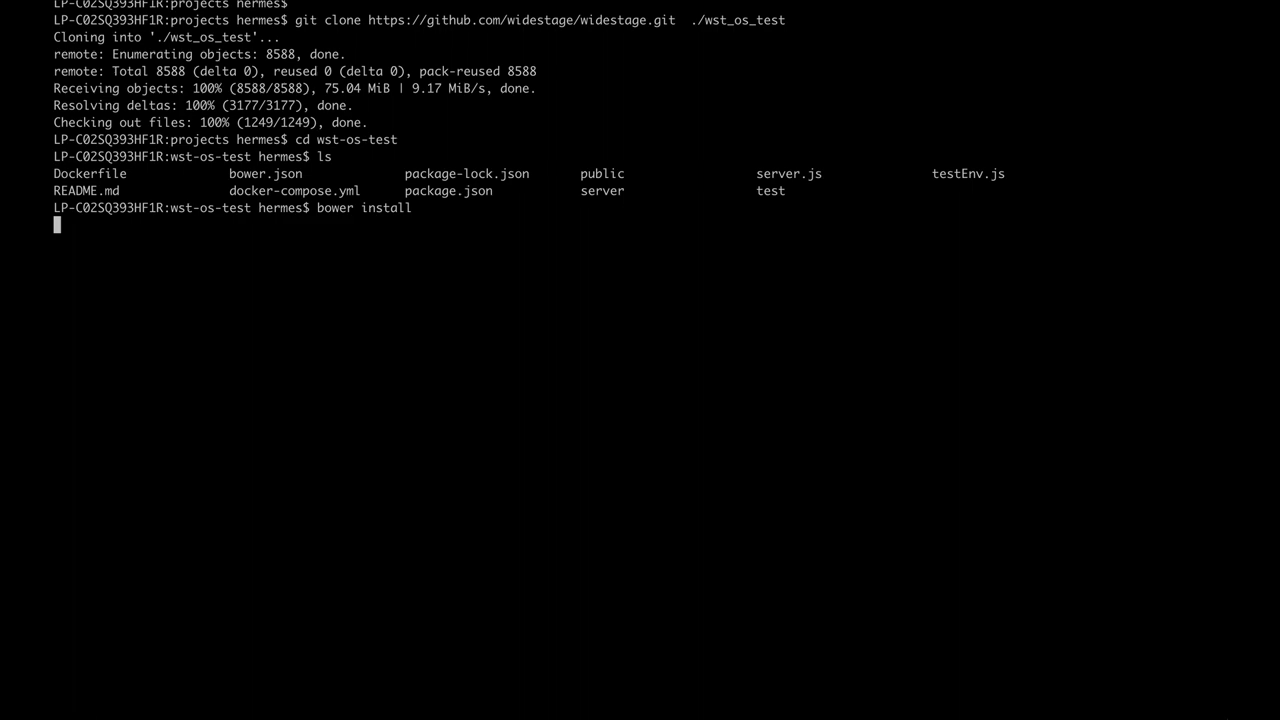 LP-C02SQ393HF1R:projects hermes$
LP-C02SQ393HF1R:projects hermes$ git clone https://github.com/widestage/widestage.git  ./wst_os_test
Cloning into './wst_os_test'...
remote: Enumerating objects: 8588, done.
remote: Total 8588 (delta 0), reused 0 (delta 0), pack-reused 8588
Receiving objects: 100% (8588/8588), 75.04 MiB | 9.17 MiB/s, done.
Resolving deltas: 100% (3177/3177), done.
Checking out files: 100% (1249/1249), done.
LP-C02SQ393HF1R:projects hermes$ cd wst-os-test
LP-C02SQ393HF1R:wst-os-test hermes$ ls
Dockerfile bower.json package-lock.json public server.js testEnv.js
README.md docker-compose.yml package.json server test
LP-C02SQ393HF1R:wst-os-test hermes$ bower install